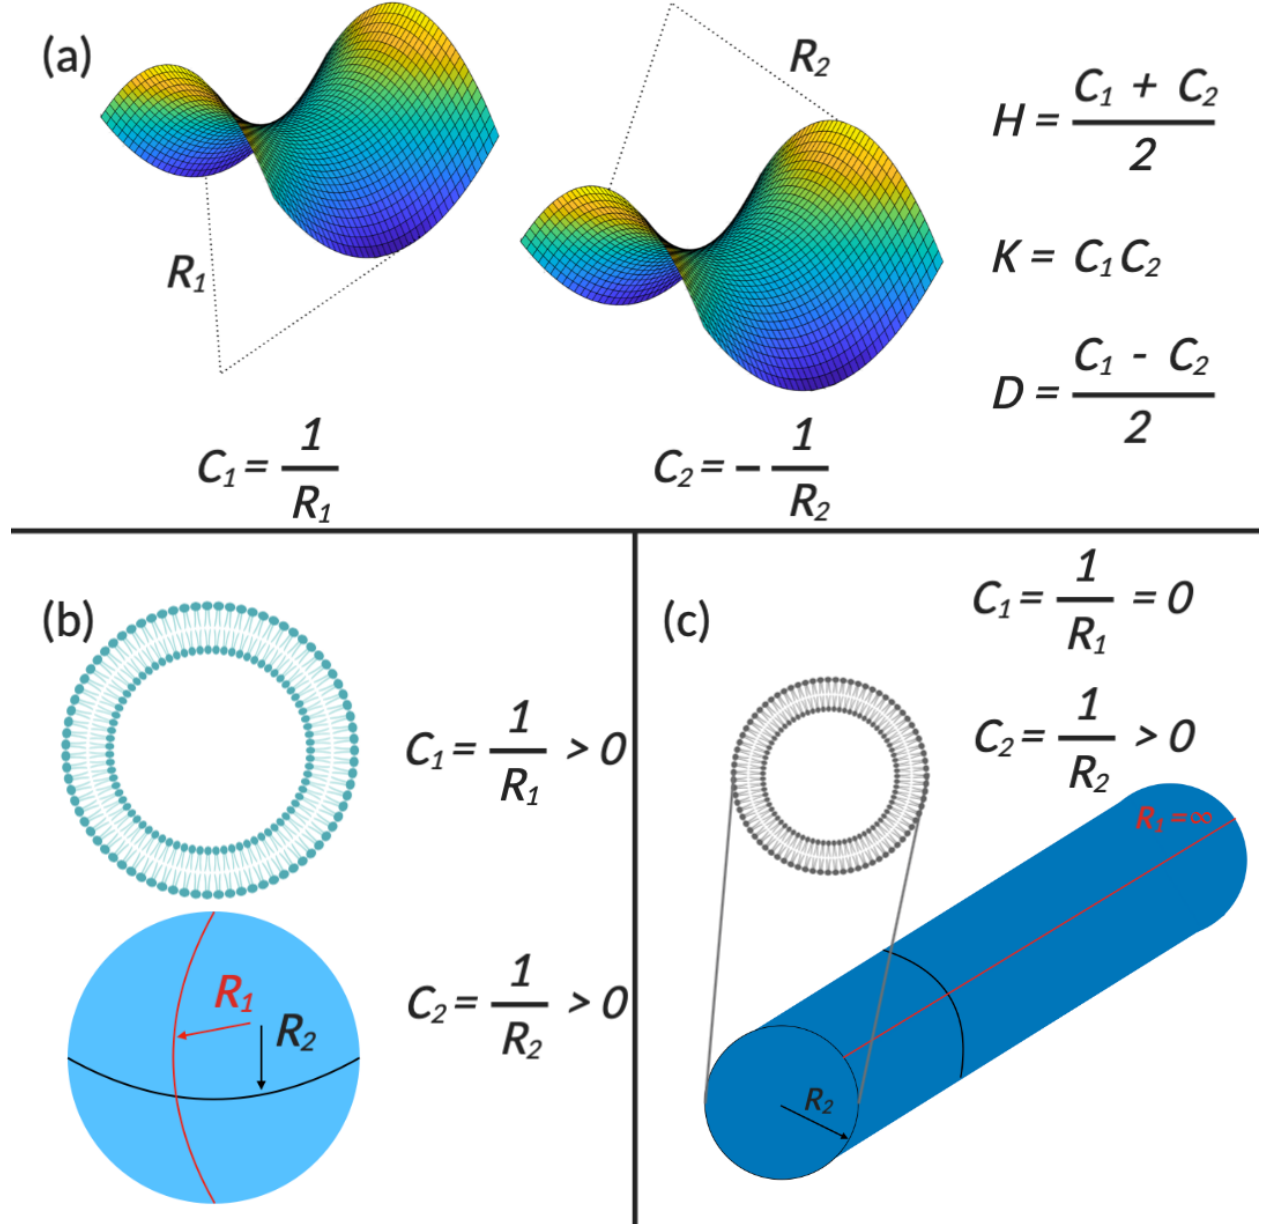 (a)
R₁
R₂
C₁ = 1/R₁
C₂ = - 1/R₂
H = (C₁ + C₂)/2
K = C₁C₂
D = (C₁ - C₂)/2
(b)
C₁ = 1/R₁ > 0
R₁
R₂
C₂ = 1/R₂ > 0
(c)
C₁ = 1/R₁ = 0
C₂ = 1/R₂ > 0
R₁ = ∞
R₂